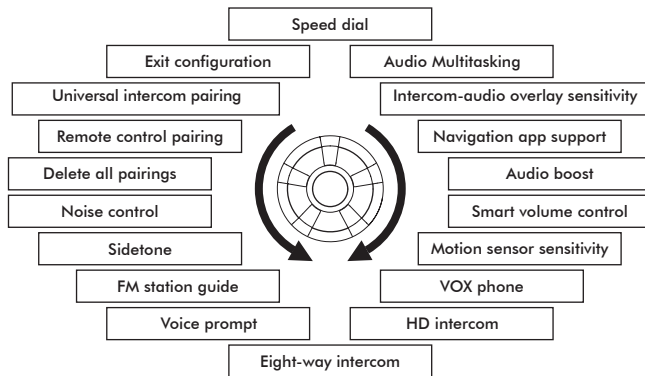 Speed dial
Exit configuration
Audio Multitasking
Universal intercom pairing
Intercom-audio overlay sensitivity
Remote control pairing
Navigation app support
Delete all pairings
Audio boost
Noise control
Smart volume control
Sidetone
Motion sensor sensitivity
FM station guide
VOX phone
Voice prompt
HD intercom
Eight-way intercom